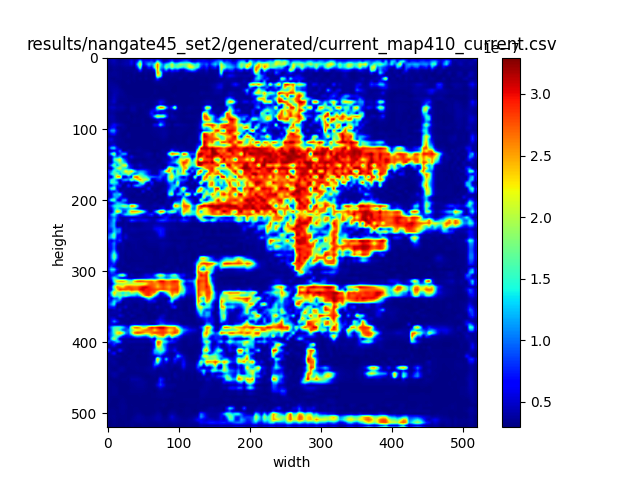 results/nangate45_set2/generated/current_map410_current.csv
1e−7
0
100
200
300
400
500
height
0 100 200 300 400 500
width
3.0
2.5
2.0
1.5
1.0
0.5